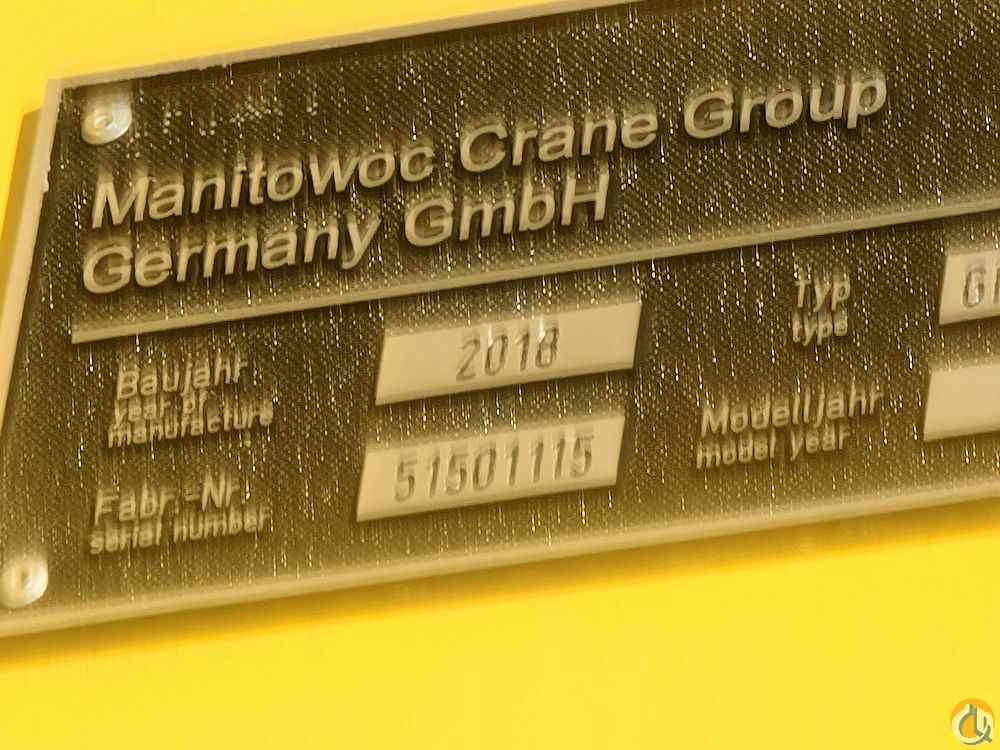 Manitowoc Crane Group
Germany GmbH
Baujahr
year of
manufacture
2018
Typ
type
Fabr.-Nr.
serial number
51501115
Modelljahr
model year